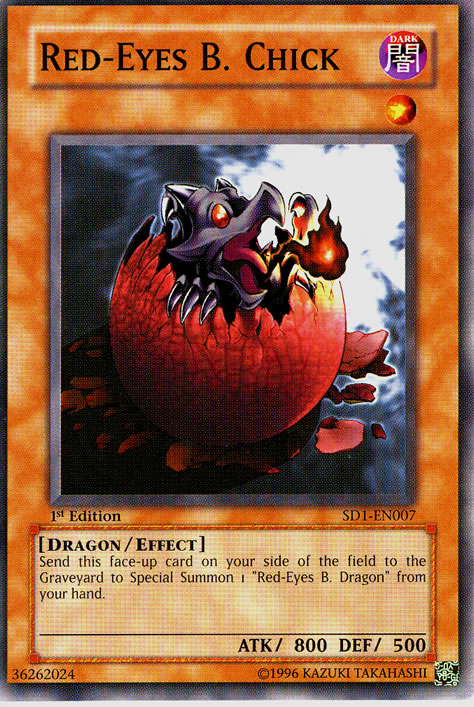 RED-EYES B. CHICK
DARK
闇
1st Edition
SD1-EN007
[DRAGON/EFFECT]
Send this face-up card on your side of the field to the
Graveyard to Special Summon 1 "Red-Eyes B. Dragon" from
your hand.
ATK/ 800 DEF/ 500
36262024
©1996 KAZUKI TAKAHASHI